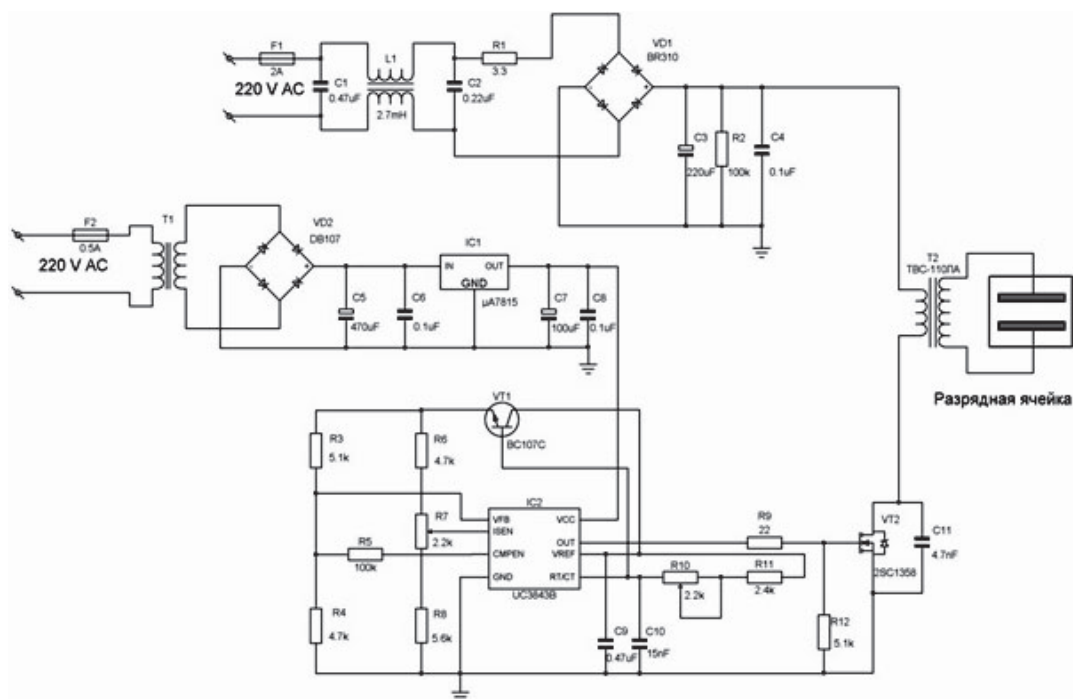 F1
2A
220 V AC
C1
0.47uF
L1
2.7mH
C2
0.22uF
R1
3.3
VD1
BR310
C3
220uF
R2
100k
C4
0.1uF
F2
0.5A
220 V AC
T1
VD2
DB107
C5
470uF
C6
0.1uF
IC1
IN
OUT
GND
µA7815
C7
100uF
C8
0.1uF
T2
ТВС-110ПА
Разрядная ячейка
VT1
BC107C
R3
5.1k
R6
4.7k
R7
2.2k
R5
100k
R4
4.7k
R8
5.6k
IC2
VFB
ISEN
CMPEN
GND
VCC
OUT
VREF
RT/CT
UC3843B
C9
0.47uF
C10
15nF
R10
2.2k
R11
2.4k
R9
22
R12
5.1k
VT2
2SC1358
C11
4.7nF